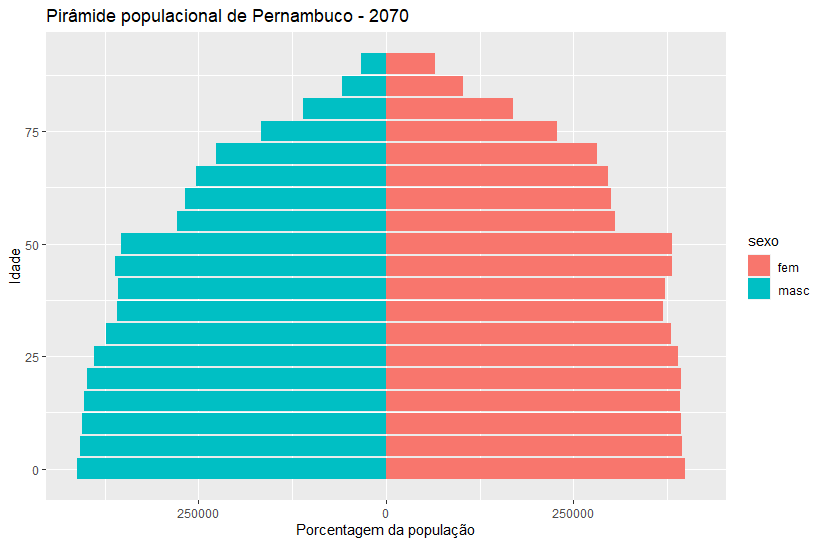 Pirâmide populacional de Pernambuco - 2070
Idade
75
50
25
0
250000
0
250000
Porcentagem da população
sexo
fem
masc